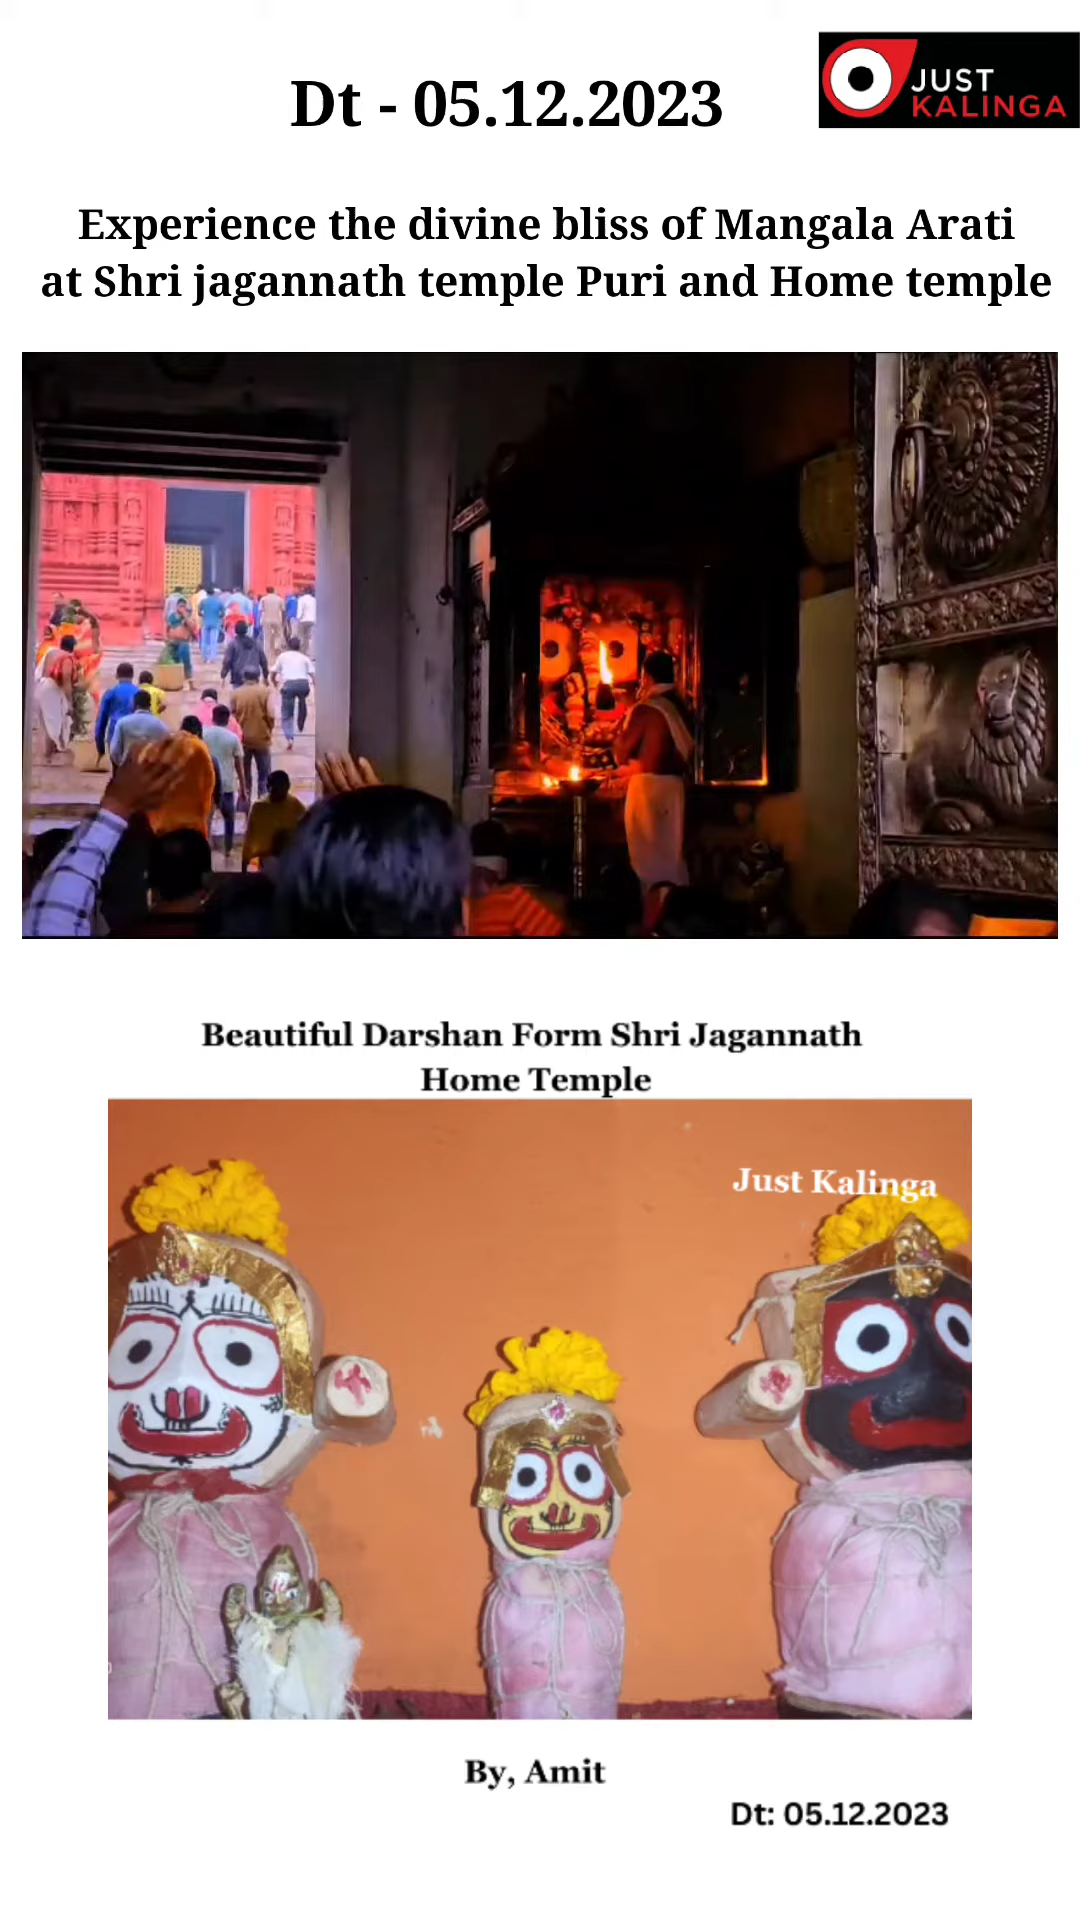 Dt - 05.12.2023
JUST
KALINGA
Experience the divine bliss of Mangala Arati
at Shri jagannath temple Puri and Home temple
Beautiful Darshan Form Shri Jagannath
Home Temple
Just Kalinga
By, Amit
Dt: 05.12.2023